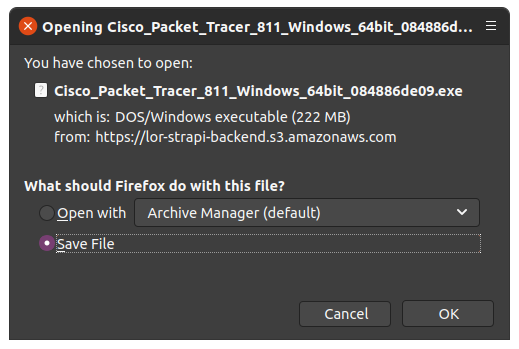 Opening Cisco_Packet_Tracer_811_Windows_64bit_084886d...
You have chosen to open:
Cisco_Packet_Tracer_811_Windows_64bit_084886de09.exe
which is: DOS/Windows executable (222 MB)
from: https://lor-strapi-backend.s3.amazonaws.com
What should Firefox do with this file?
Open with Archive Manager (default)
Save File
Cancel OK